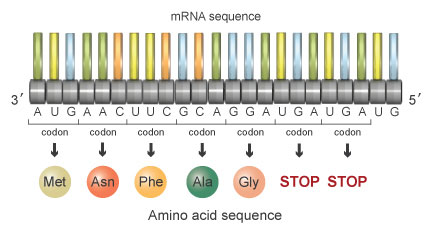 mRNA sequence
3′ 5′
A U G A A C U U C G C A G G A U G A U G A U G
codon codon codon codon codon codon codon
Met Asn Phe Ala Gly STOP STOP
Amino acid sequence